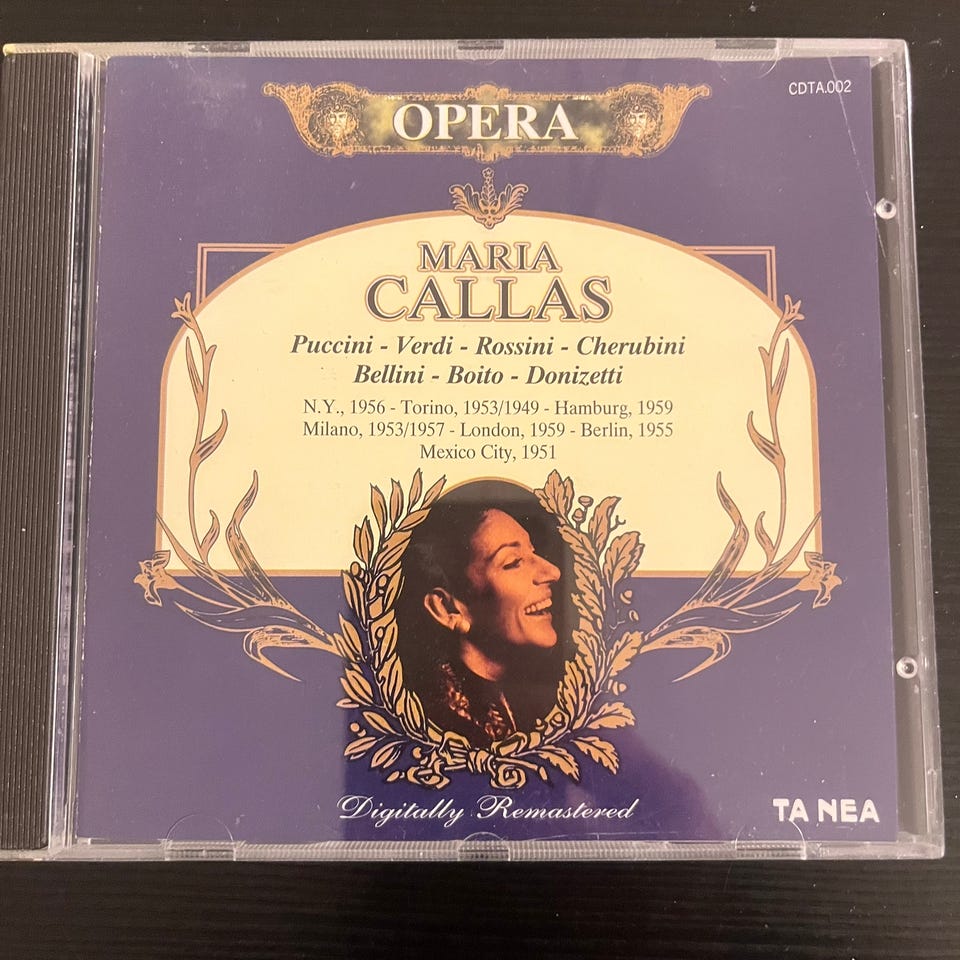 CDTA.002
OPERA
MARIA
CALLAS
Puccini - Verdi - Rossini - Cherubini
Bellini - Boito - Donizetti
N.Y., 1956 - Torino, 1953/1949 - Hamburg, 1959
Milano, 1953/1957 - London, 1959 - Berlin, 1955
Mexico City, 1951
Digitally Remastered
TA NEA